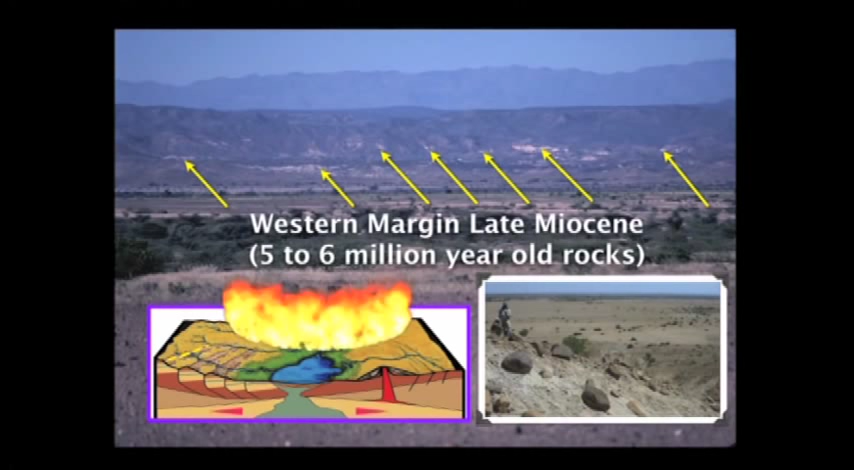 Western Margin Late Miocene
(5 to 6 million year old rocks)